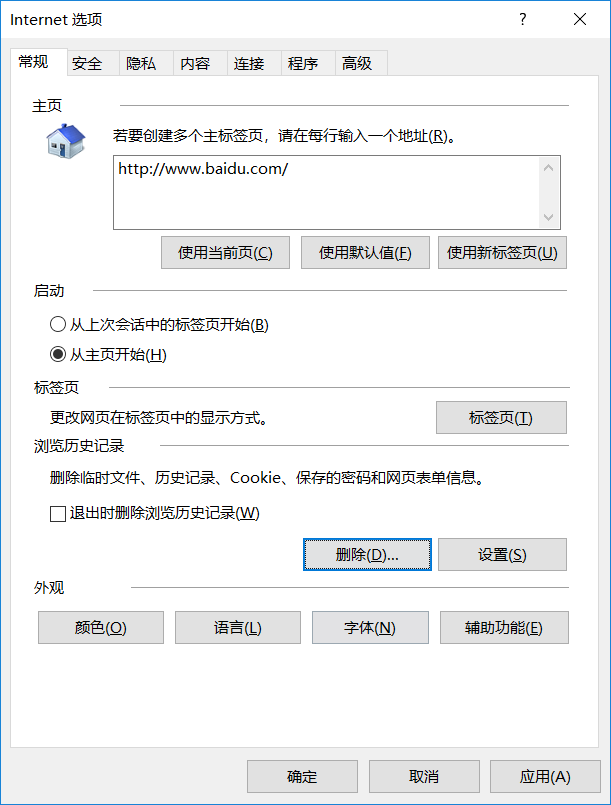 Internet 选项
常规 安全 隐私 内容 连接 程序 高级
主页
若要创建多个主标签页，请在每行输入一个地址(R)。
http://www.baidu.com/
使用当前页(C) 使用默认值(F) 使用新标签页(U)
启动
从上次会话中的标签页开始(B)
从主页开始(H)
标签页
更改网页在标签页中的显示方式。 标签页(T)
浏览历史记录
删除临时文件、历史记录、Cookie、保存的密码和网页表单信息。
退出时删除浏览历史记录(W)
删除(D)... 设置(S)
外观
颜色(O) 语言(L) 字体(N) 辅助功能(E)
确定 取消 应用(A)